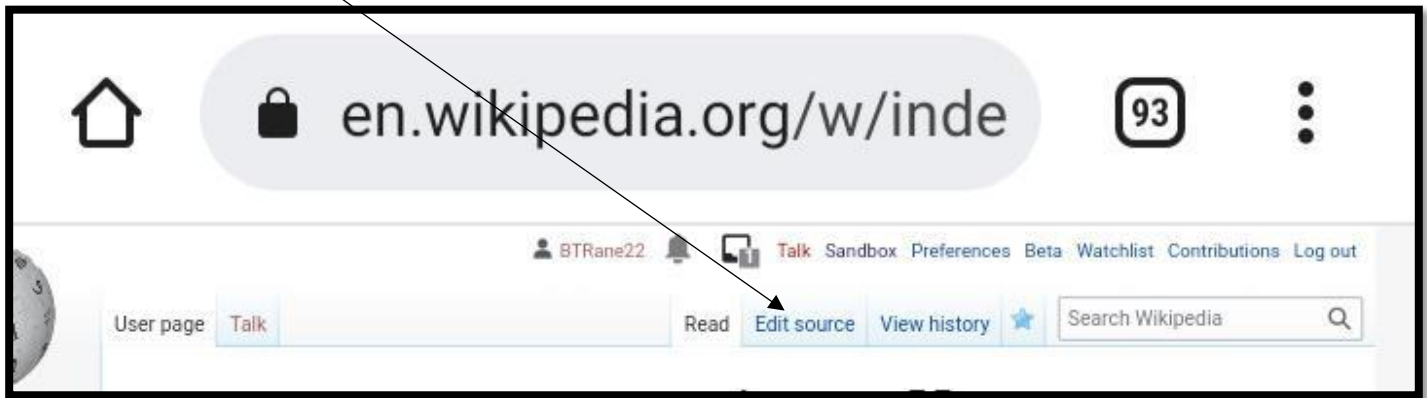 en.wikipedia.org/w/inde 93
BTRane22 1 Talk Sandbox Preferences Beta Watchlist Contributions Log out
User page Talk Read Edit source View history Search Wikipedia